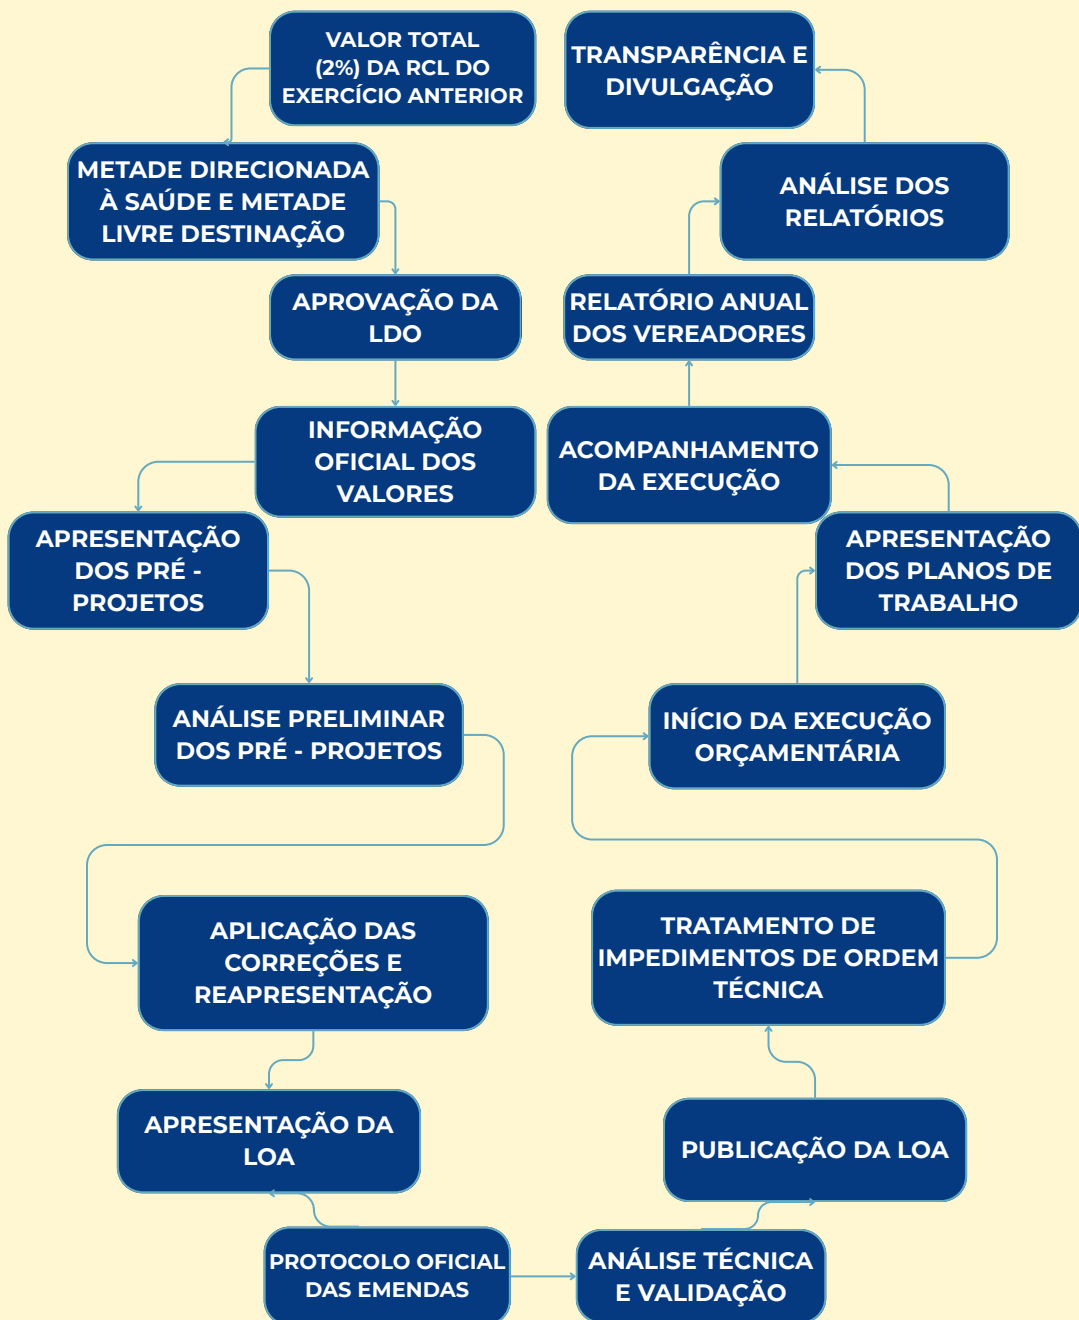 VALOR TOTAL
(2%) DA RCL DO
EXERCÍCIO ANTERIOR
METADE DIRECIONADA
À SAÚDE E METADE
LIVRE DESTINAÇÃO
APROVAÇÃO DA
LDO
INFORMAÇÃO
OFICIAL DOS
VALORES
APRESENTAÇÃO
DOS PRÉ -
PROJETOS
ANÁLISE PRELIMINAR
DOS PRÉ - PROJETOS
APLICAÇÃO DAS
CORREÇÕES E
REAPRESENTAÇÃO
APRESENTAÇÃO DA
LOA
PROTOCOLO OFICIAL
DAS EMENDAS
ANÁLISE TÉCNICA
E VALIDAÇÃO
PUBLICAÇÃO DA LOA
TRATAMENTO DE
IMPEDIMENTOS DE ORDEM
TÉCNICA
INÍCIO DA EXECUÇÃO
ORÇAMENTÁRIA
APRESENTAÇÃO
DOS PLANOS DE
TRABALHO
ACOMPANHAMENTO
DA EXECUÇÃO
RELATÓRIO ANUAL
DOS VEREADORES
ANÁLISE DOS
RELATÓRIOS
TRANSPARÊNCIA E
DIVULGAÇÃO